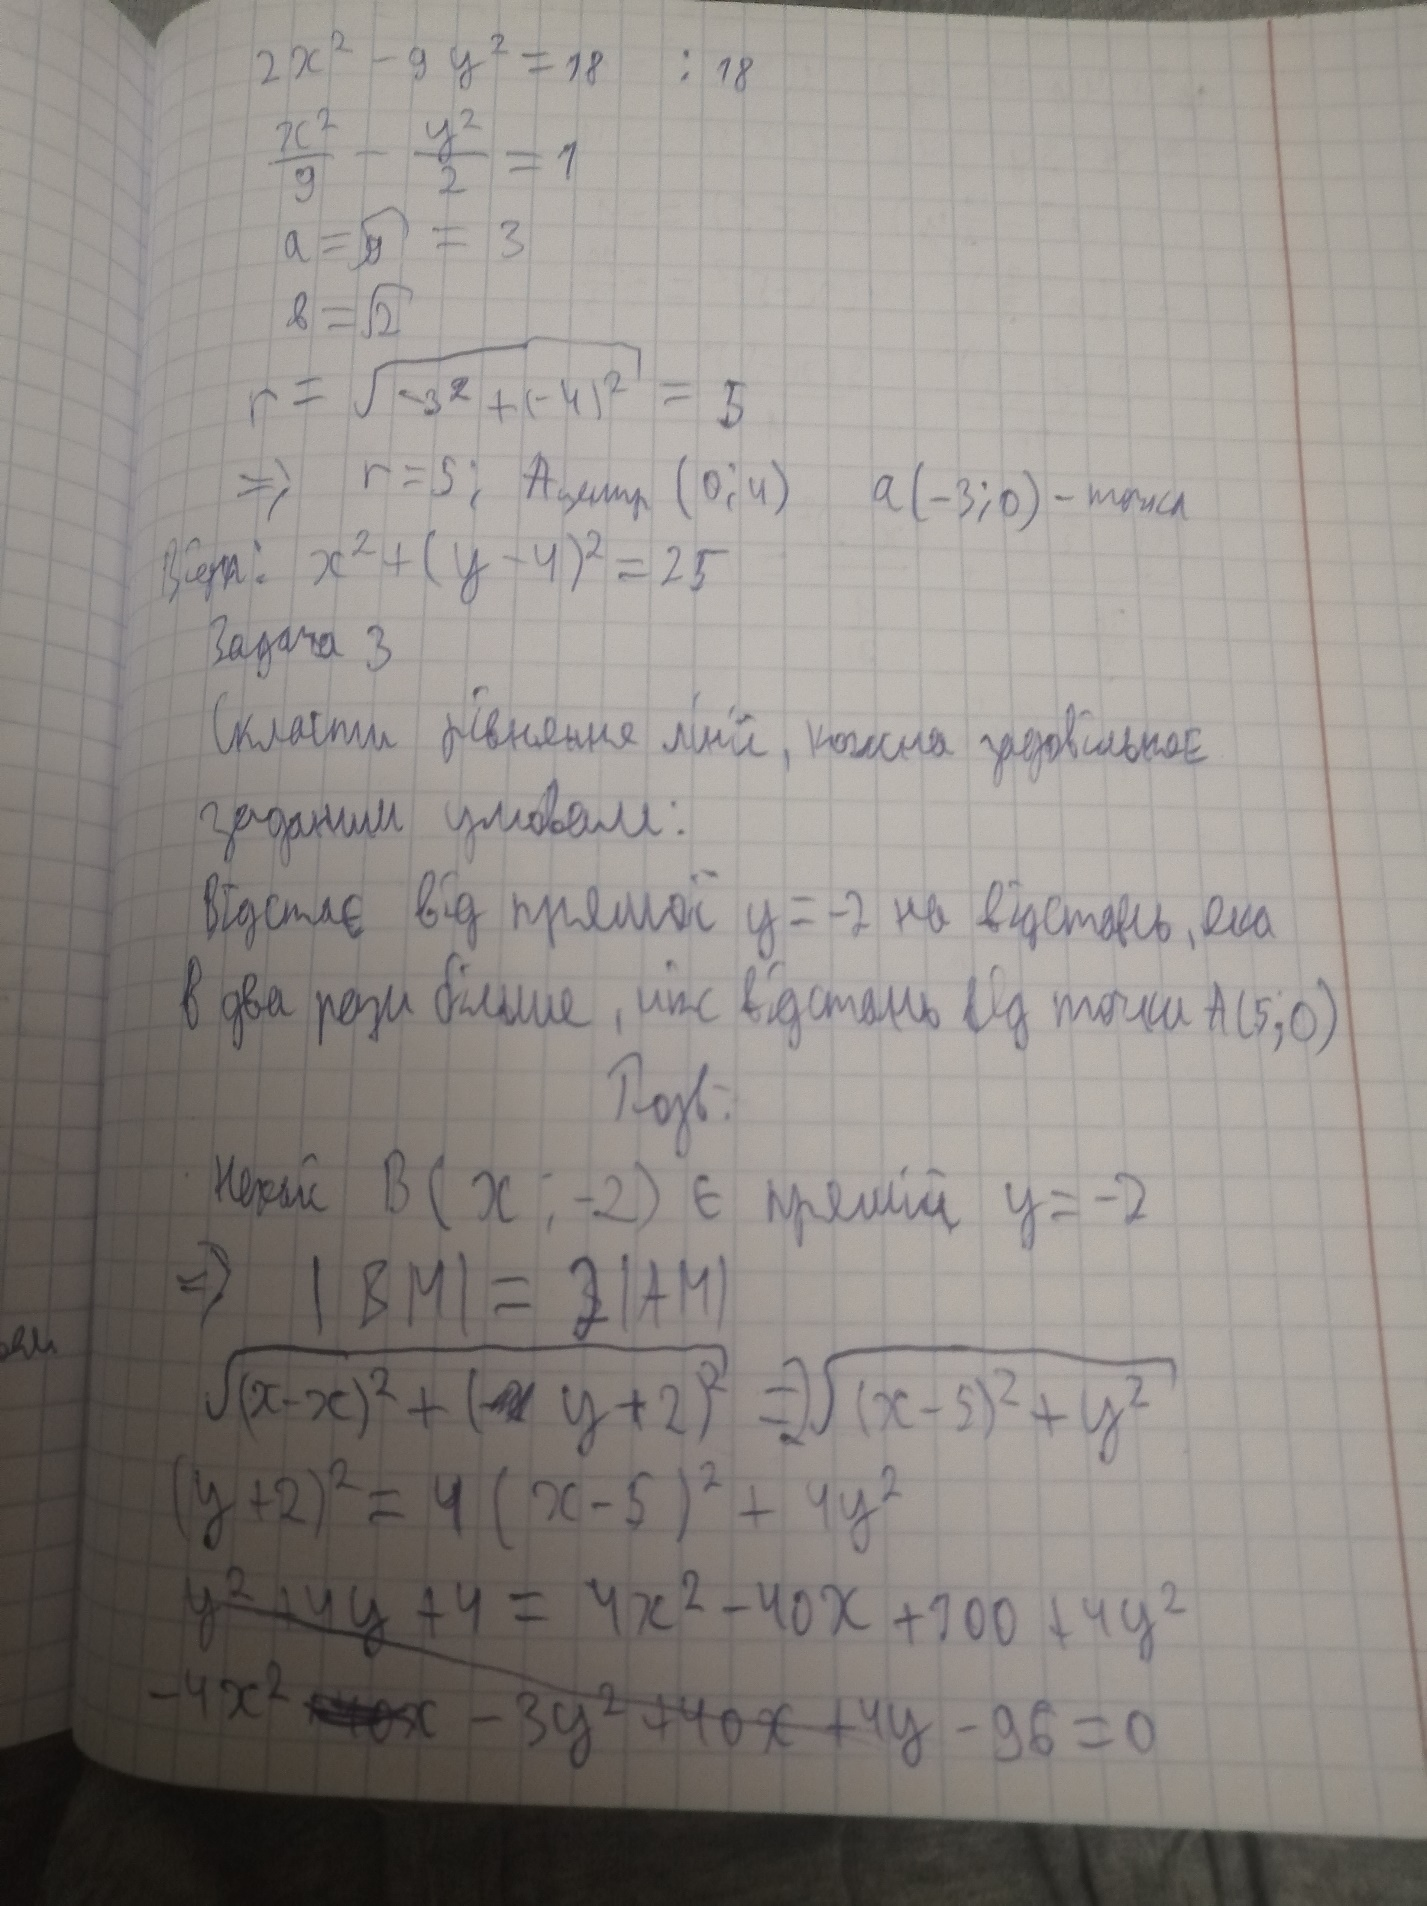 2x² - 9y² = 18 : 18
x²/9 - y²/2 = 1
a = √9 = 3
b = √2
r = √(-3² + (-4)²) = 5
=> r = 5; A центр (0; 4) a(-3; 0) - точка
Відп: x² + (y - 4)² = 25
Задача 3
Скласти рівняння лінії, кожна задовільнає
заданим умовам:
Відстає від прямої y = -2 на відстань, яка
в два рази більше, ніж відстань від точки A(5; 0)
Розв:
Нехай B(x; -2) є прямій y = -2
=> |BM| = 2|AM|
√((x-x)² + (y+2)²) = 2√((x-5)² + y²)
(y+2)² = 4(x-5)² + 4y²
y² + 4y + 4 = 4x² - 40x + 100 + 4y²
-4x² - 3y² + 40x + 4y - 96 = 0